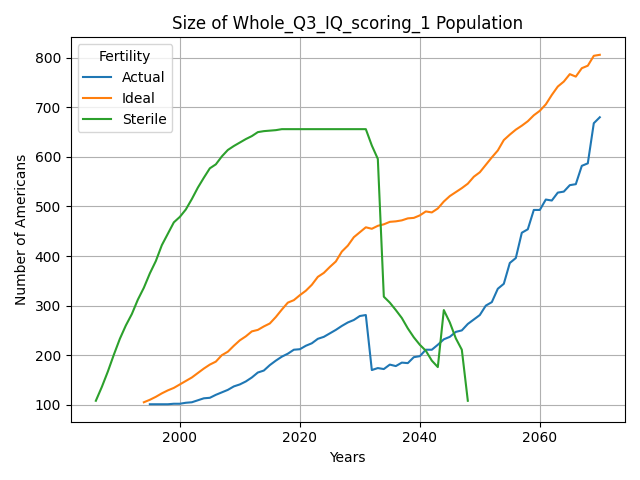 Size of Whole_Q3_IQ_scoring_1 Population
Fertility
Actual
Ideal
Sterile
Number of Americans
800
700
600
500
400
300
200
100
2000
2020
2040
2060
Years